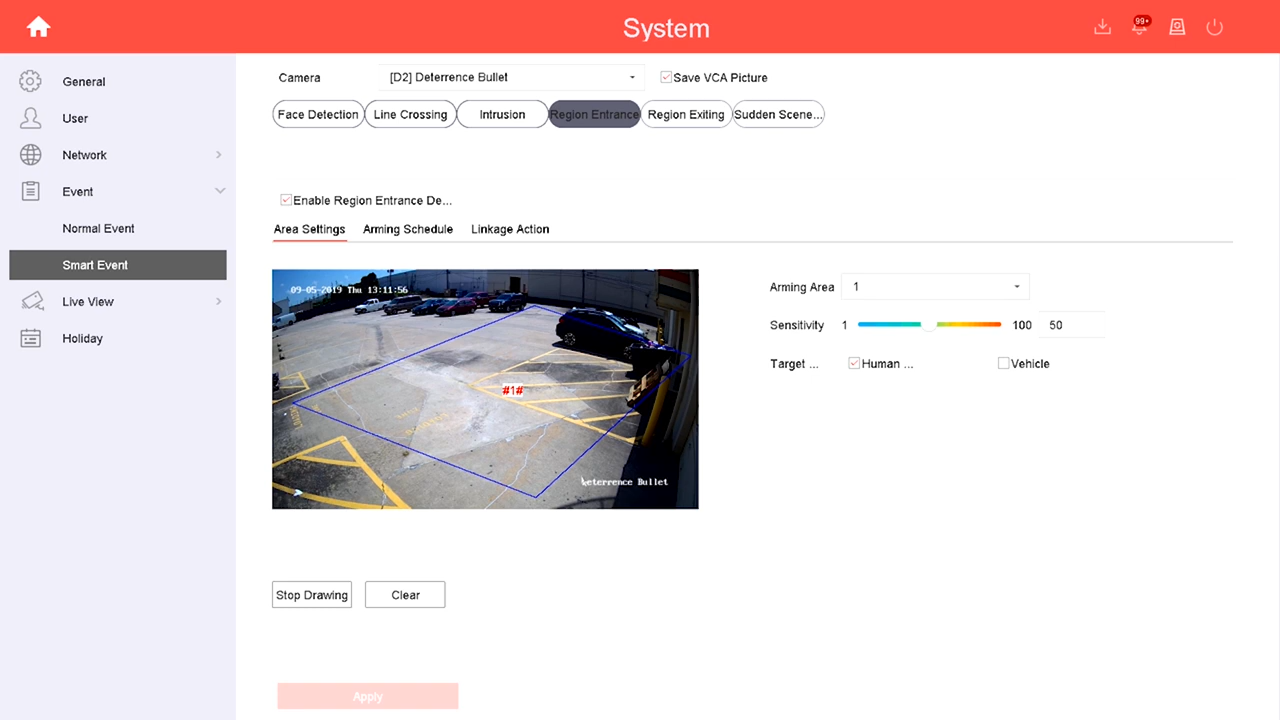 System
99+
General
User
Network
Event
Normal Event
Smart Event
Live View
Holiday
Camera [D2] Deterrence Bullet Save VCA Picture
Face Detection Line Crossing Intrusion Region Entrance Region Exiting Sudden Scene...
Enable Region Entrance De...
Area Settings Arming Schedule Linkage Action
09-05-2019 Thu 13:11:56
#1#
Deterrence Bullet
Arming Area 1
Sensitivity 1 100 50
Target ... Human ... Vehicle
Stop Drawing Clear
Apply